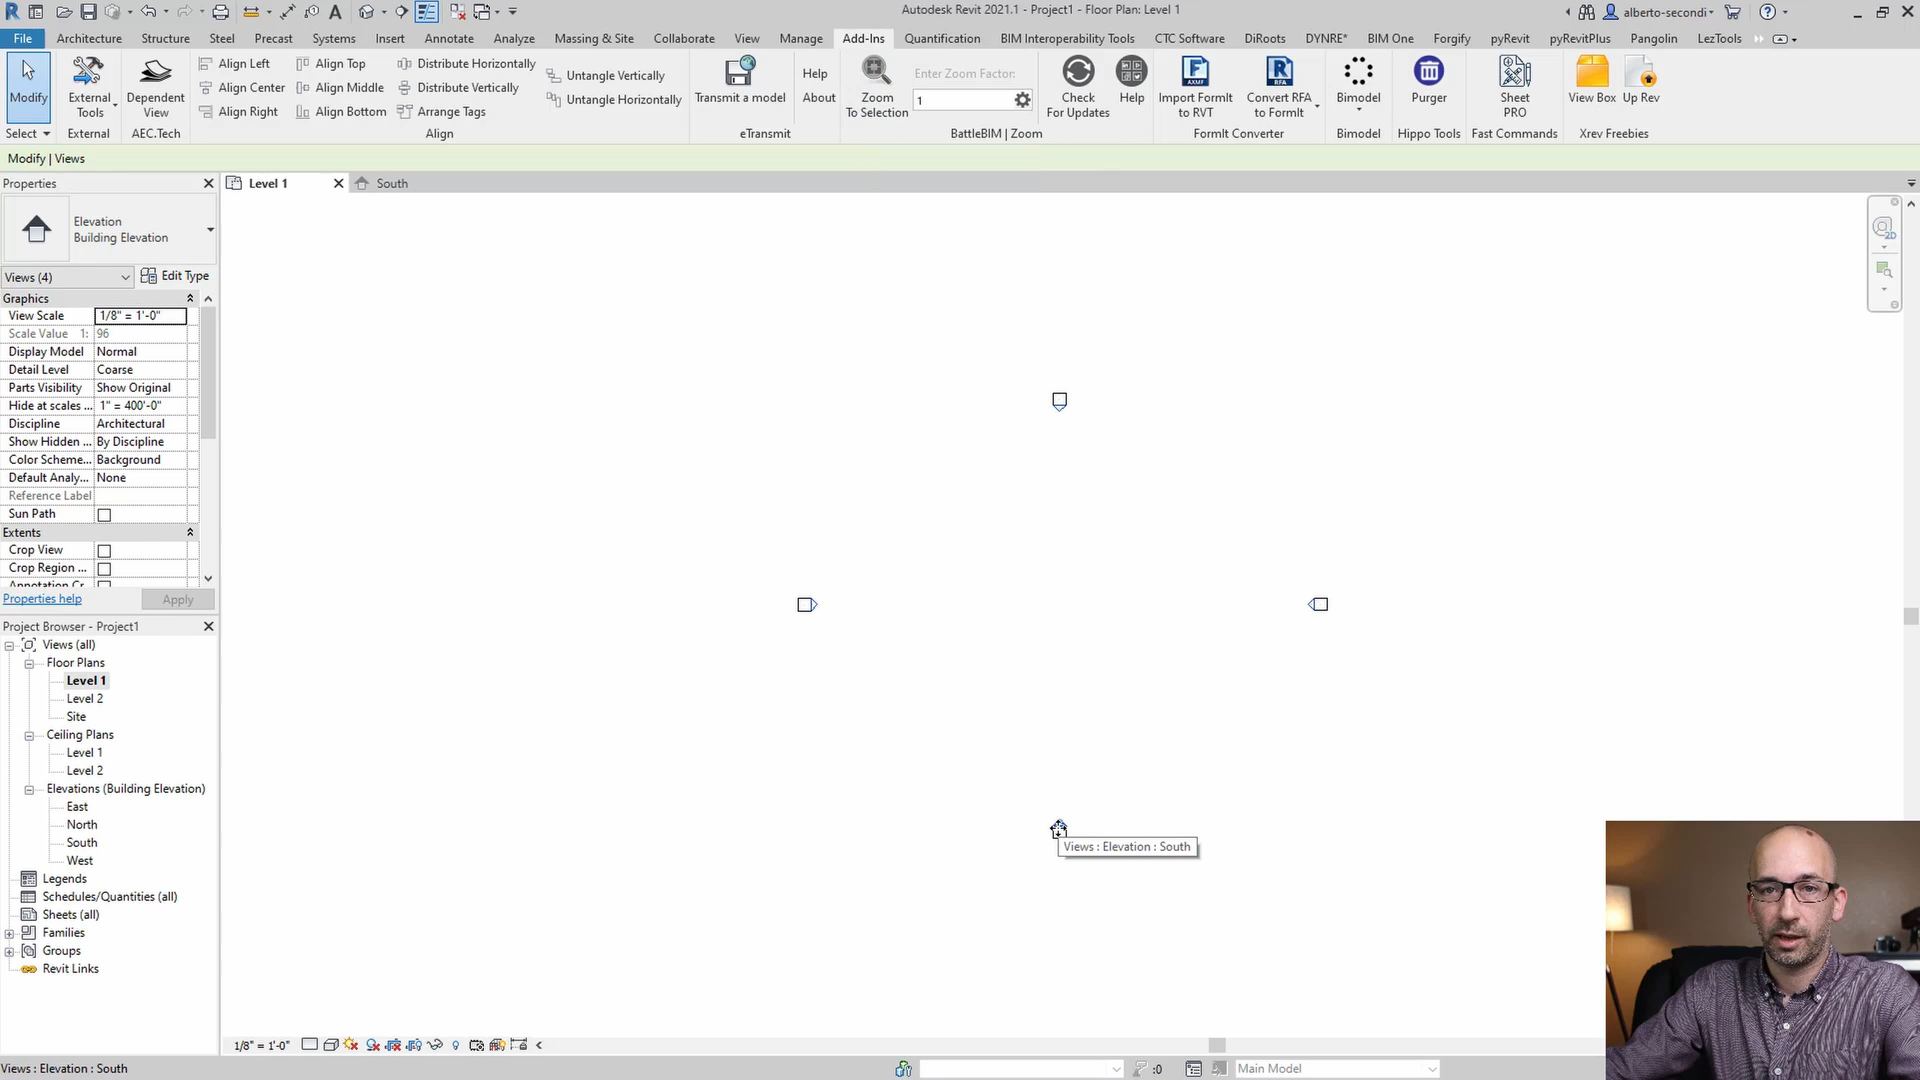 Autodesk Revit 2021.1 - Project1 - Floor Plan: Level 1
alberto-secondi
File Architecture Structure Steel Precast Systems Insert Annotate Analyze Massing & Site Collaborate View Manage Add-Ins Quantification BIM Interoperability Tools CTC Software DiRoots DYNRE* BIM One Forgify pyRevit pyRevitPlus Pangolin LezTools
Modify
Select
External Tools
External
Dependent View
AEC.Tech
Align Left Align Top Distribute Horizontally
Align Center Align Middle Distribute Vertically
Align Right Align Bottom Arrange Tags
Untangle Vertically
Untangle Horizontally
Align
Transmit a model
Help
About
eTransmit
Zoom To Selection
Enter Zoom Factor:
1
Check For Updates
Help
BattleBIM | Zoom
Import FormIt to RVT
Convert RFA to FormIt
FormIt Converter
Bimodel
Bimodel
Purger
Hippo Tools
Sheet PRO
Fast Commands
View Box
Up Rev
Xrev Freebies
Modify | Views
Properties
Level 1
South
Elevation
Building Elevation
Views (4)
Edit Type
Graphics
View Scale 1/8" = 1'-0"
Scale Value 1: 96
Display Model Normal
Detail Level Coarse
Parts Visibility Show Original
Hide at scales ... 1" = 400'-0"
Discipline Architectural
Show Hidden ... By Discipline
Color Scheme... Background
Default Analy... None
Reference Label
Sun Path
Extents
Crop View
Crop Region ...
Annotation Cr...
Properties help
Apply
Project Browser - Project1
Views (all)
Floor Plans
Level 1
Level 2
Site
Ceiling Plans
Level 1
Level 2
Elevations (Building Elevation)
East
North
South
West
Legends
Schedules/Quantities (all)
Sheets (all)
Families
Groups
Revit Links
Views : Elevation : South
1/8" = 1'-0"
Views : Elevation : South
:0
Main Model